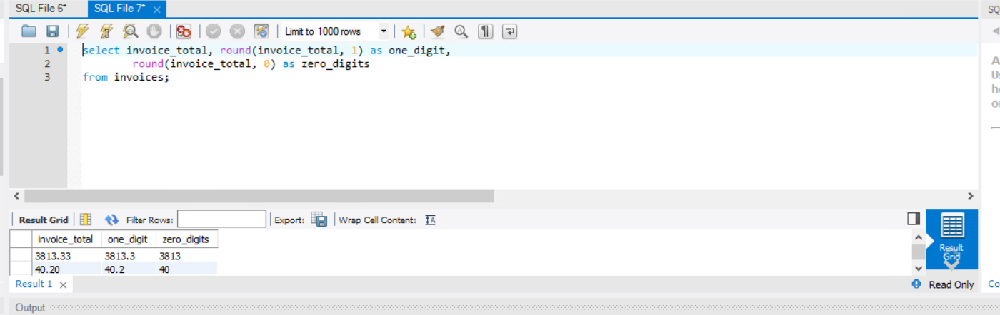 SQL File 6* SQL File 7* ×
Limit to 1000 rows
1 select invoice_total, round(invoice_total, 1) as one_digit,
2 round(invoice_total, 0) as zero_digits
3 from invoices;
Result Grid Filter Rows: Export: Wrap Cell Content:
invoice_total one_digit zero_digits
3813.33 3813.3 3813
40.20 40.2 40
Result Grid
Result 1 × Read Only
Output